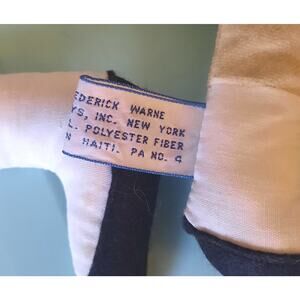 EDERICK WARNE
YS, INC. NEW YORK
L. POLYESTER FIBER
N HAITI. PA NO. 4